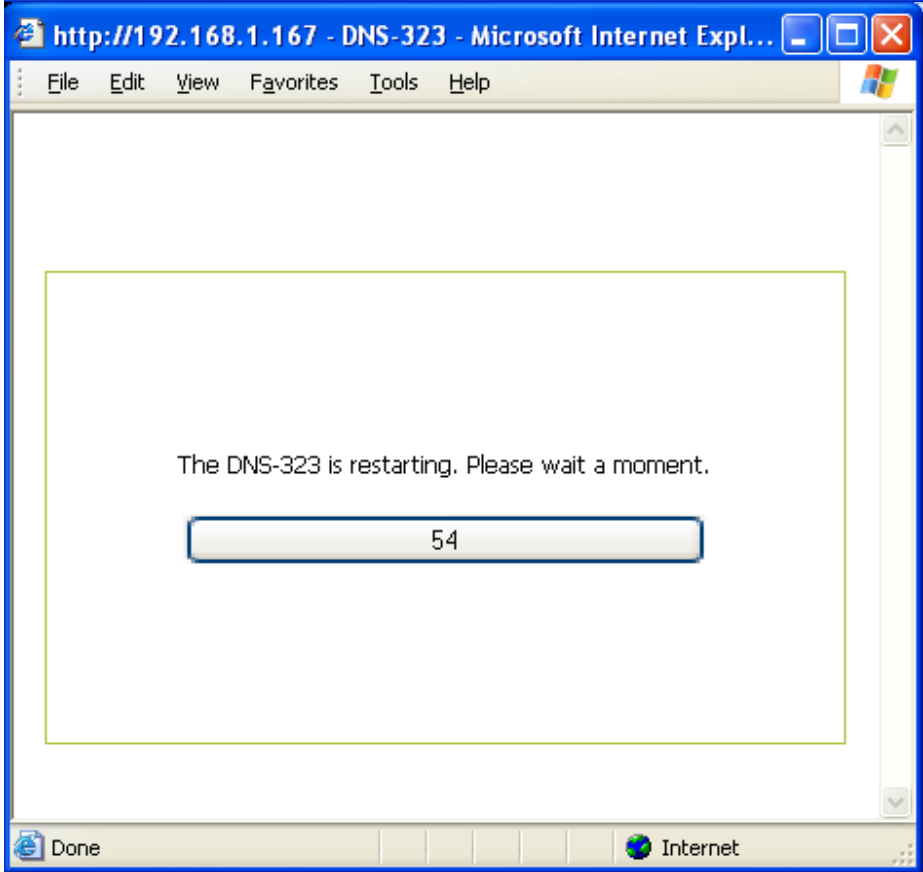 http://192.168.1.167 - DNS-323 - Microsoft Internet Expl...
File Edit View Favorites Tools Help
The DNS-323 is restarting. Please wait a moment.
54
Done Internet